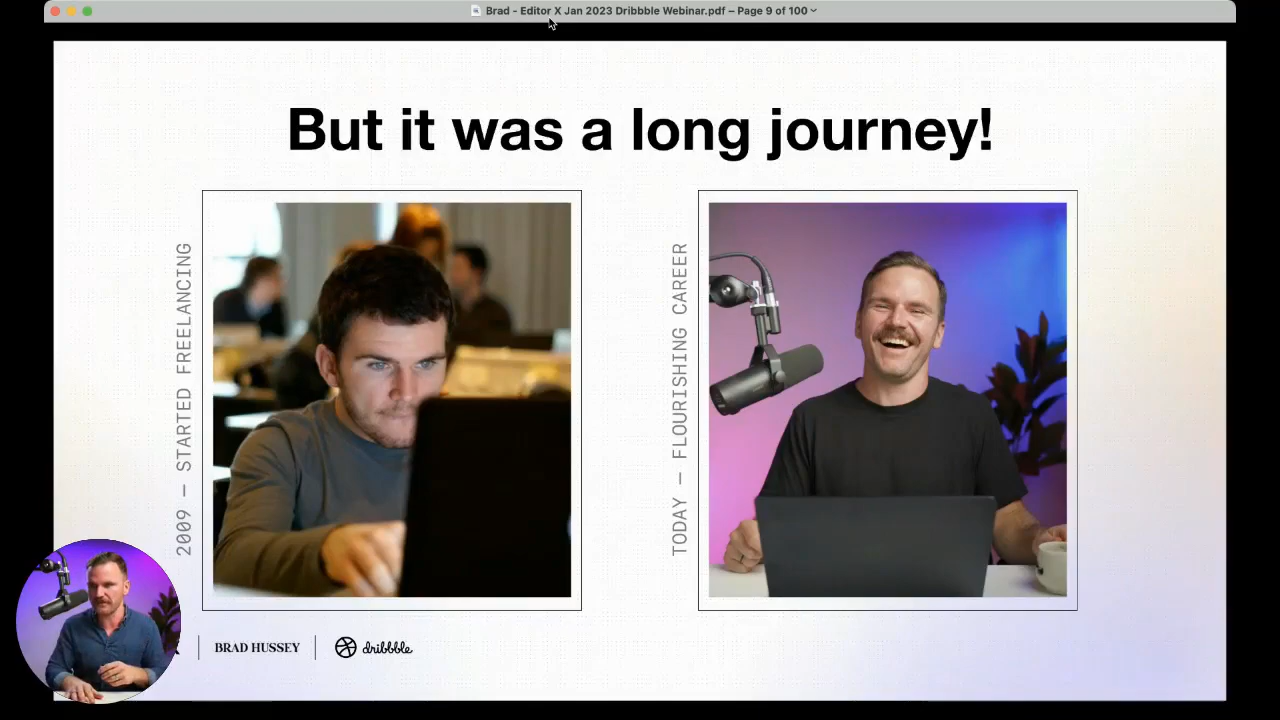 Brad - Editor X Jan 2023 Dribbble Webinar.pdf – Page 9 of 100
But it was a long journey!
2009 — STARTED FREELANCING
TODAY — FLOURISHING CAREER
BRAD HUSSEY
dribbble